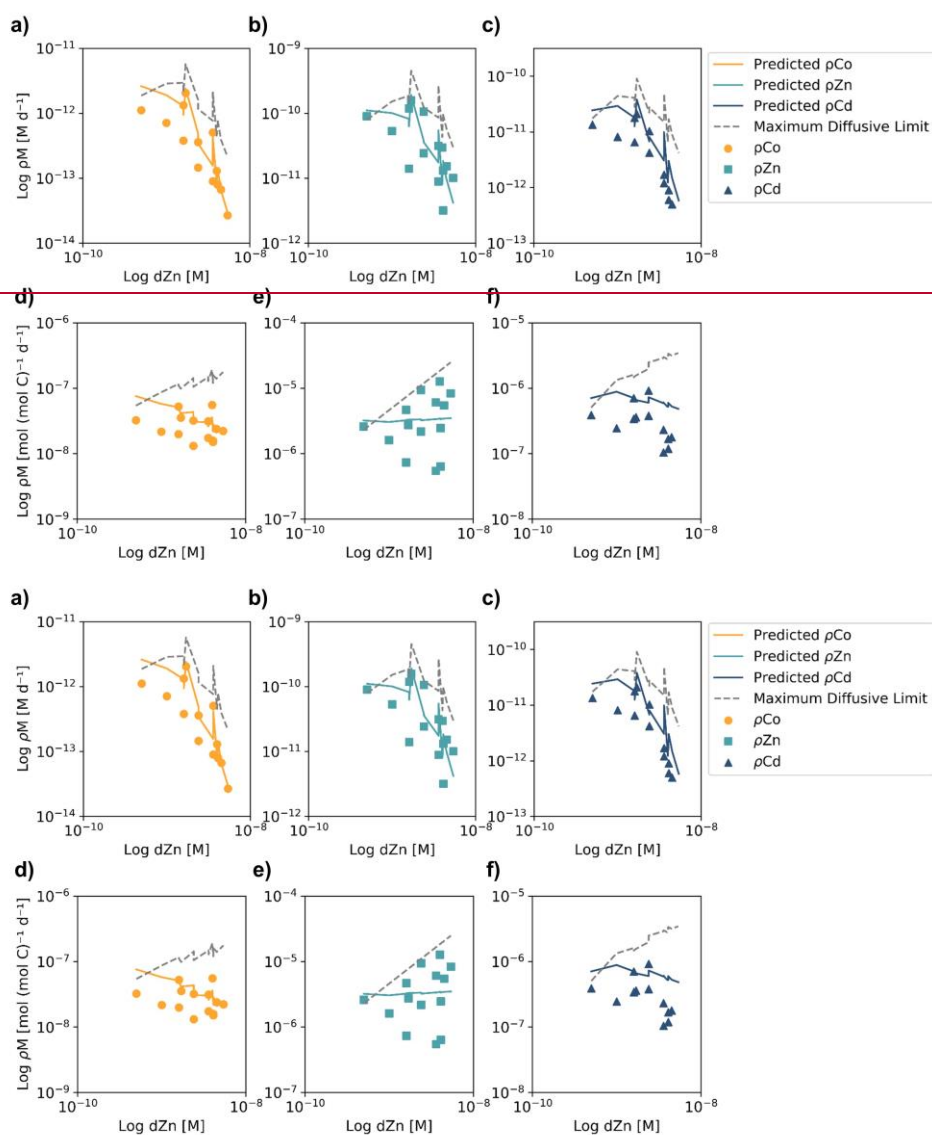 a)
b)
c)
10⁻¹¹
10⁻¹²
10⁻¹³
10⁻¹⁴
Log ρM [M d⁻¹]
10⁻¹⁰
10⁻⁸
Log dZn [M]
10⁻⁹
10⁻¹⁰
10⁻¹¹
10⁻¹²
10⁻¹⁰
10⁻⁸
Log dZn [M]
10⁻¹⁰
10⁻¹¹
10⁻¹²
10⁻¹³
10⁻¹⁰
10⁻⁸
Log dZn [M]
Predicted ρCo
Predicted ρZn
Predicted ρCd
Maximum Diffusive Limit
ρCo
ρZn
ρCd
d)
e)
f)
10⁻⁶
10⁻⁷
10⁻⁸
10⁻⁹
Log ρM [mol (mol C)⁻¹ d⁻¹]
10⁻¹⁰
10⁻⁸
Log dZn [M]
10⁻⁴
10⁻⁵
10⁻⁶
10⁻⁷
10⁻¹⁰
10⁻⁸
Log dZn [M]
10⁻⁵
10⁻⁶
10⁻⁷
10⁻⁸
10⁻¹⁰
10⁻⁸
Log dZn [M]
a)
b)
c)
10⁻¹¹
10⁻¹²
10⁻¹³
10⁻¹⁴
Log ρM [M d⁻¹]
10⁻¹⁰
10⁻⁸
Log dZn [M]
10⁻⁹
10⁻¹⁰
10⁻¹¹
10⁻¹²
10⁻¹⁰
10⁻⁸
Log dZn [M]
10⁻¹⁰
10⁻¹¹
10⁻¹²
10⁻¹³
10⁻¹⁰
10⁻⁸
Log dZn [M]
Predicted ρCo
Predicted ρZn
Predicted ρCd
Maximum Diffusive Limit
ρCo
ρZn
ρCd
d)
e)
f)
10⁻⁶
10⁻⁷
10⁻⁸
10⁻⁹
Log ρM [mol (mol C)⁻¹ d⁻¹]
10⁻¹⁰
10⁻⁸
Log dZn [M]
10⁻⁴
10⁻⁵
10⁻⁶
10⁻⁷
10⁻¹⁰
10⁻⁸
Log dZn [M]
10⁻⁵
10⁻⁶
10⁻⁷
10⁻⁸
10⁻¹⁰
10⁻⁸
Log dZn [M]